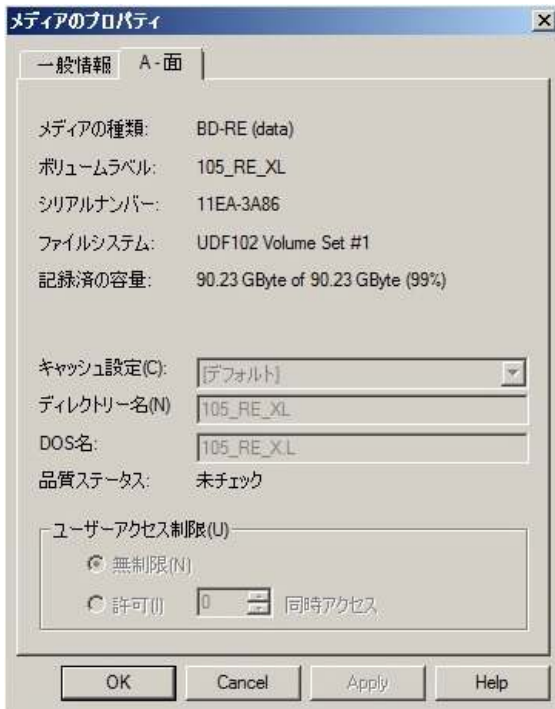 メディアのプロパティ
一般情報 A-面
メディアの種類: BD-RE (data)
ボリュームラベル: 105_RE_XL
シリアルナンバー: 11EA-3A86
ファイルシステム: UDF102 Volume Set #1
記録済の容量: 90.23 GByte of 90.23 GByte (99%)
キャッシュ設定(C): [デフォルト]
ディレクトリー名(N) 105_RE_XL
DOS名: 105_RE_X.L
品質ステータス: 未チェック
ユーザーアクセス制限(U)
無制限(N)
許可(I) 0 同時アクセス
OK Cancel Apply Help